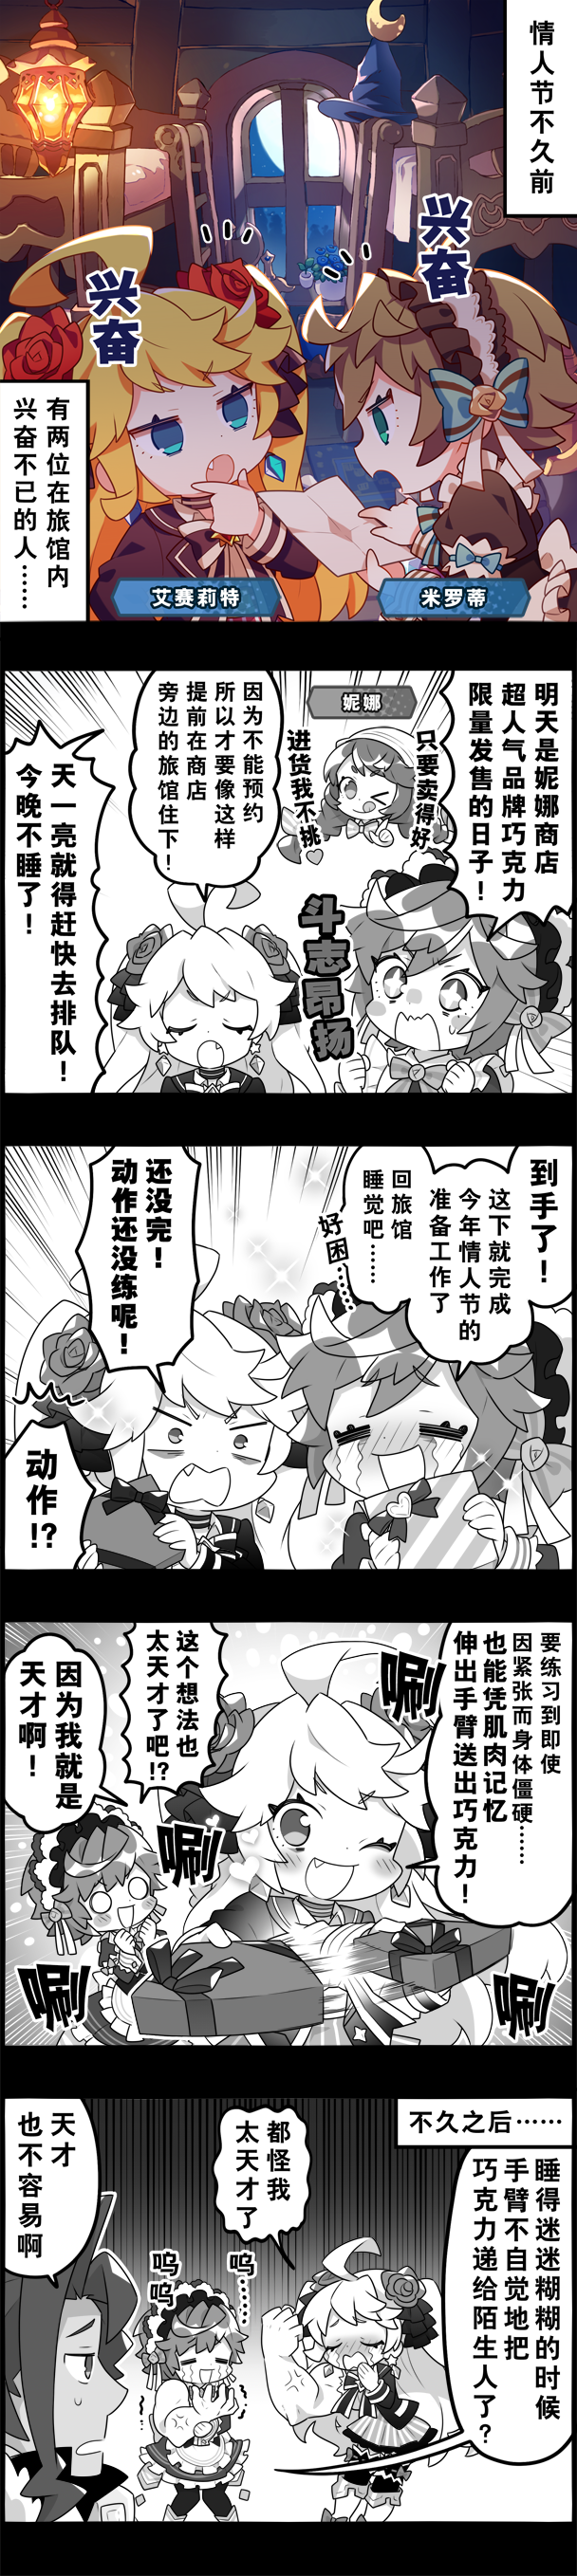 情人节不久前
兴奋
兴奋
有两位在旅馆内
兴奋不已的人……
艾赛莉特
米罗蒂
明天是妮娜商店
超人气品牌巧克力
限量发售的日子！
妮娜
只要卖得好
进货我不挑♡
因为不能预约
所以才要像这样
提前在商店
旁边的旅馆住下！
斗志昂扬
天一亮就得赶快去排队！
今晚不睡了！
到手了！
这下就完成
今年情人节的
准备工作了
回旅馆
睡觉吧……
好困……
还没完！
动作还没练呢！
动作!?
要练习到即使
因紧张而身体僵硬……
也能凭肌肉记忆
伸出手臂送出巧克力！
唰
唰
唰
唰
这个想法也
太天才了吧!?
因为我就是
天才啊！
不久之后……
睡得迷迷糊糊的时候
手臂不自觉地把
巧克力递给陌生人了？
都怪我
太天才了
呜……
呜呜
天才
也不容易啊